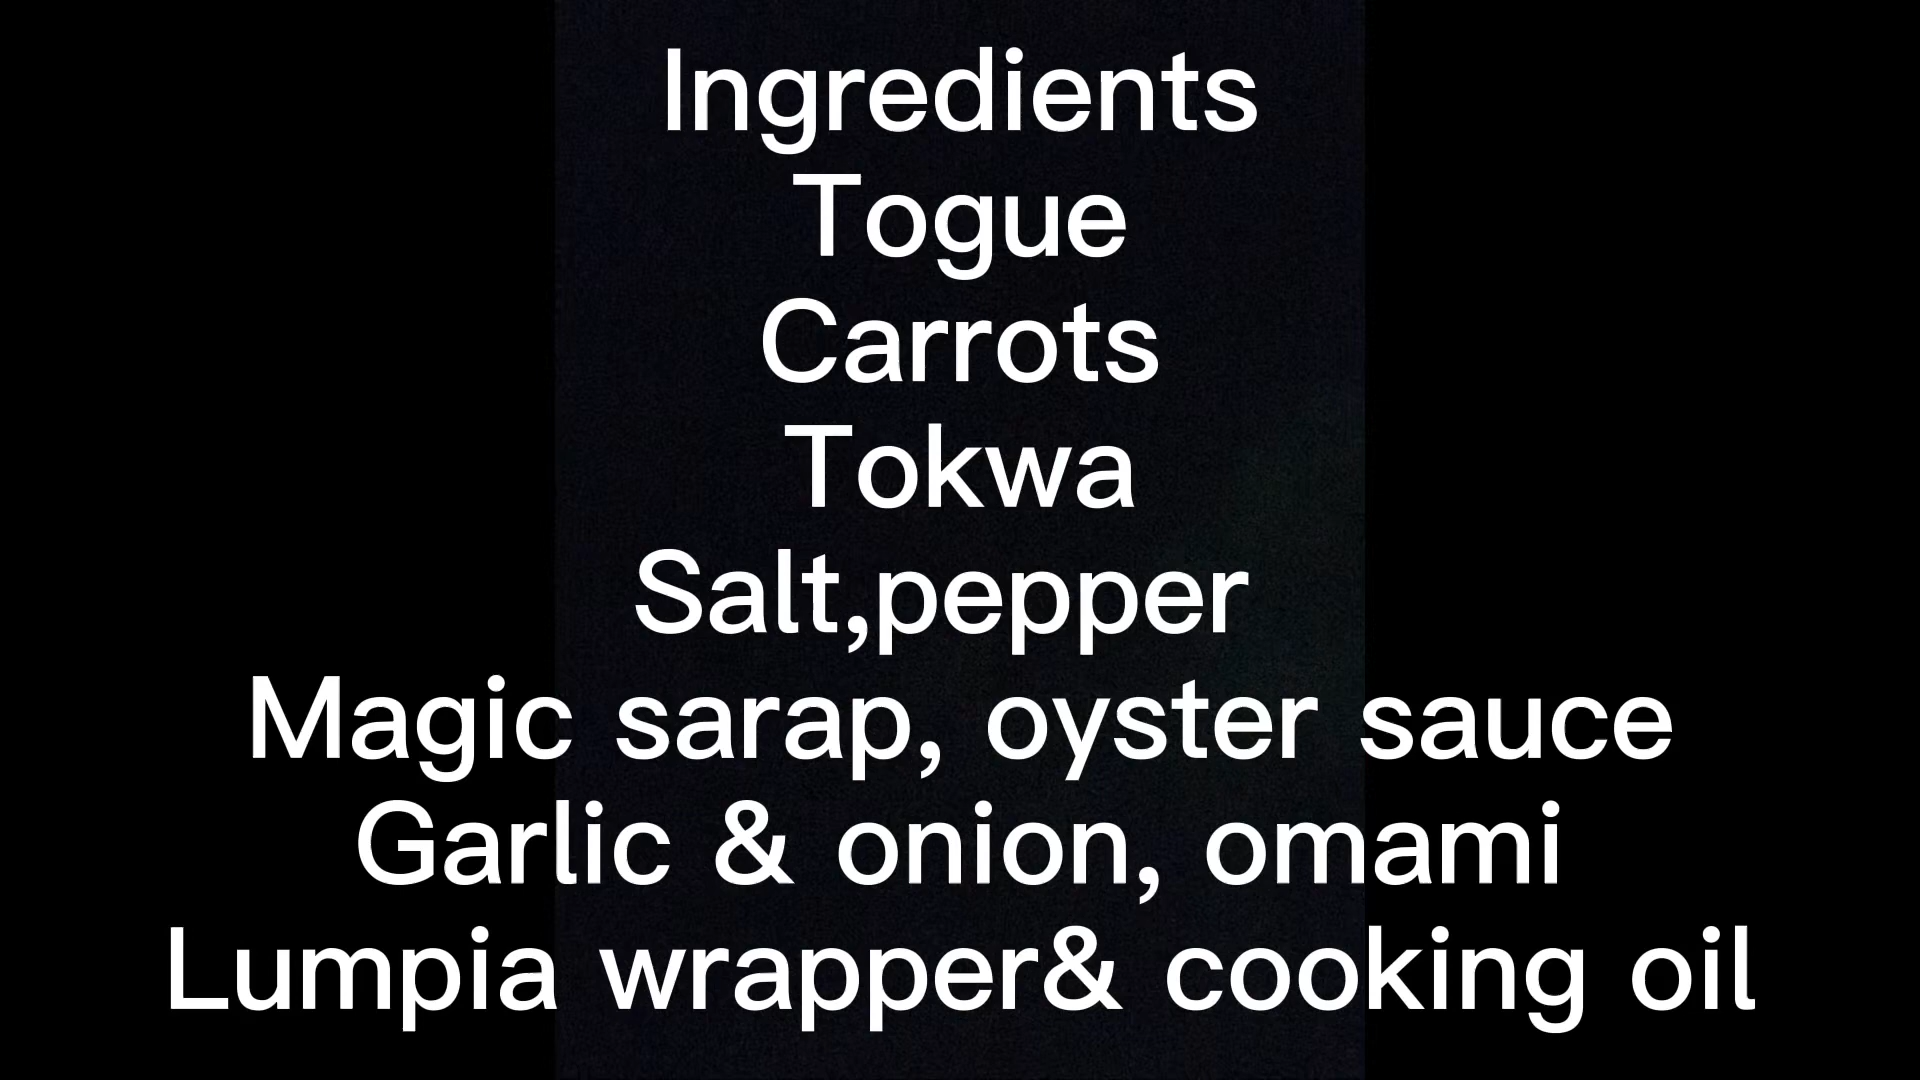 Ingredients
Togue
Carrots
Tokwa
Salt,pepper
Magic sarap, oyster sauce
Garlic & onion, omami
Lumpia wrapper& cooking oil